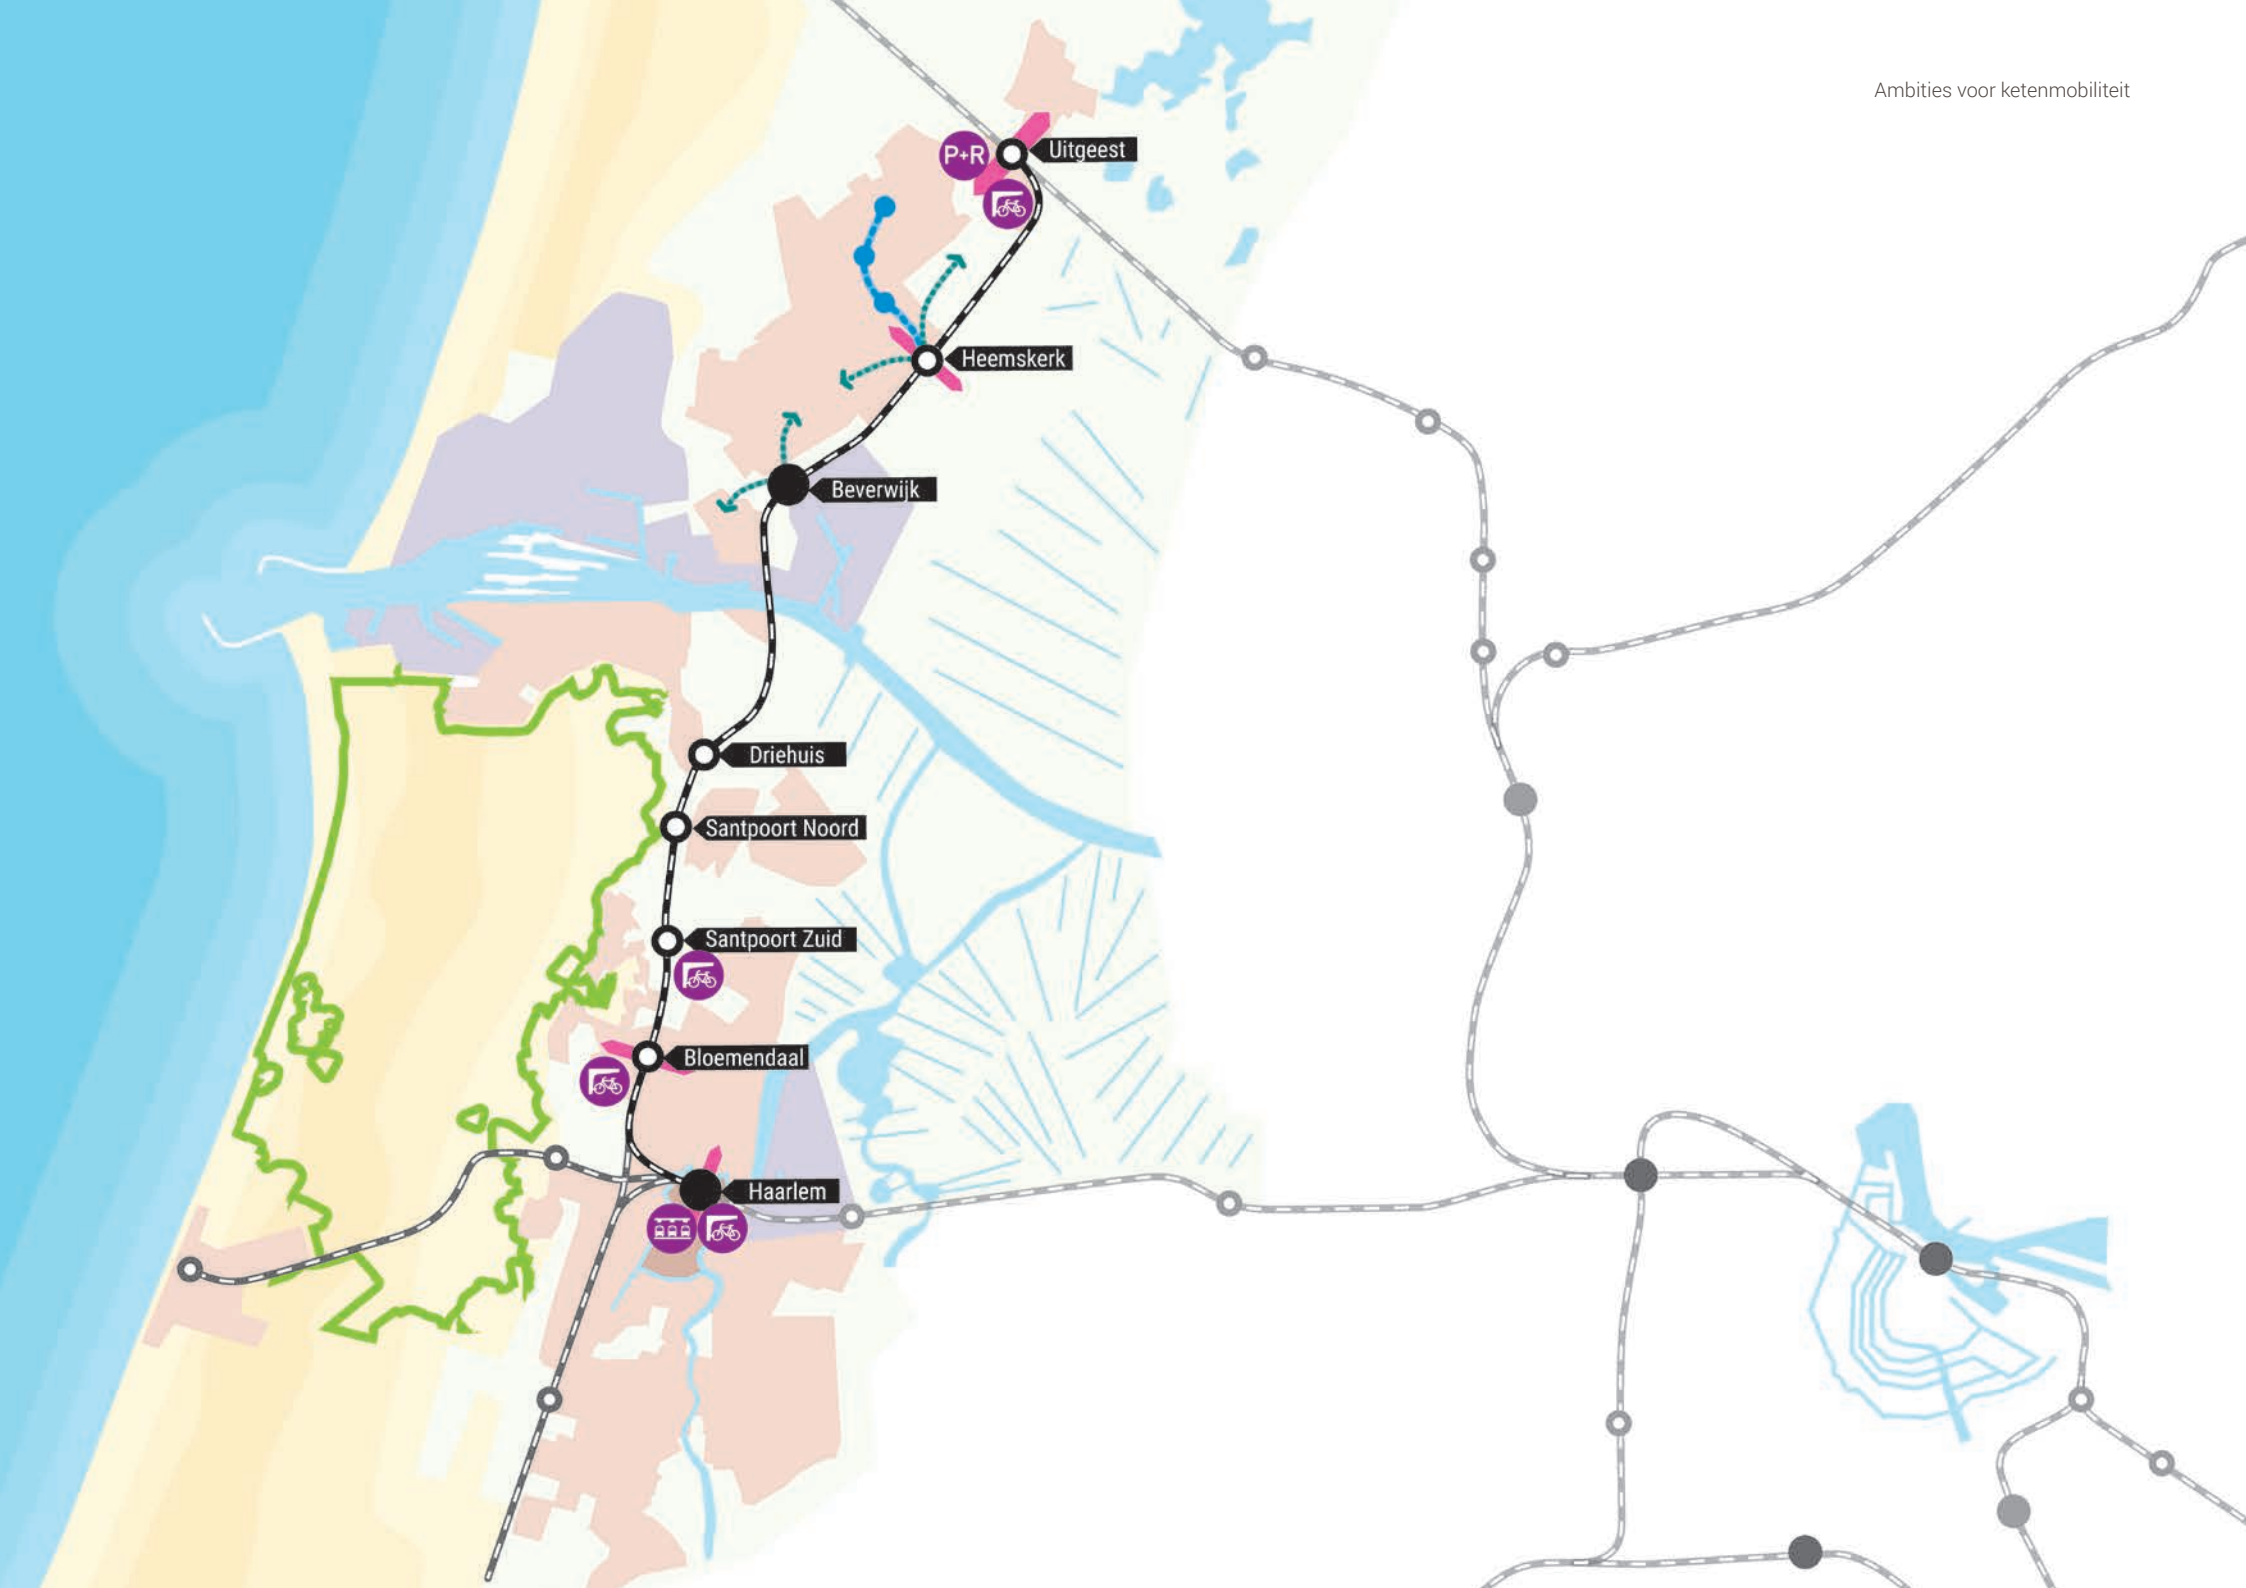 Ambities voor ketenmobiliteit
P+R
Uitgeest
Heemskerk
Beverwijk
Driehuis
Santpoort Noord
Santpoort Zuid
Bloemendaal
Haarlem